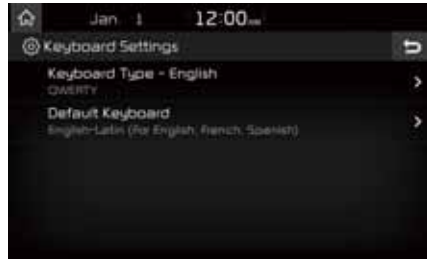 Jan. 1 12:00
Keyboard Settings
Keyboard Type - English
QWERTY
Default Keyboard
English-Latin (for English, French, Spanish)